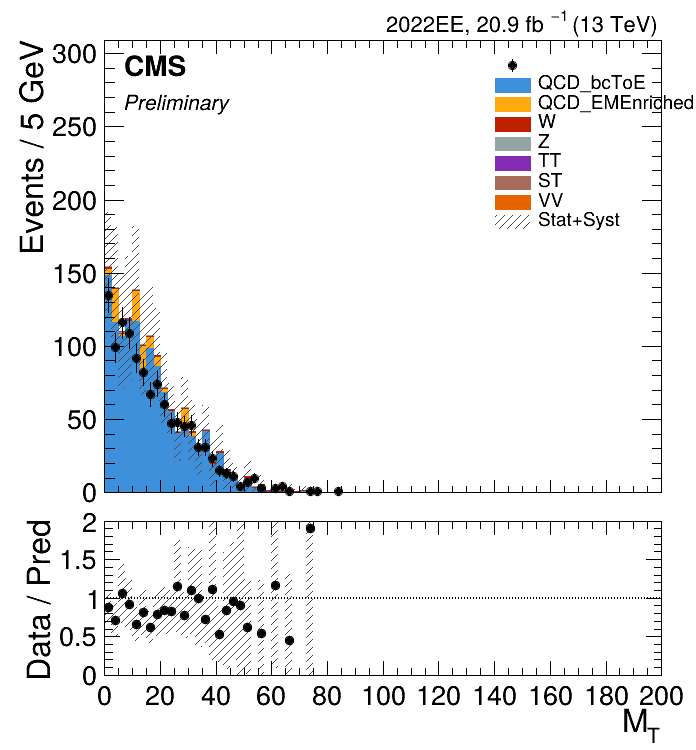 2022EE, 20.9 fb⁻¹ (13 TeV)
CMS
Preliminary
QCD_bcToE
QCD_EMEnriched
W
Z
TT
ST
VV
Stat+Syst
Events / 5 GeV
300
250
200
150
100
50
0
Data / Pred
2
1.5
1
0.5
0
0 20 40 60 80 100 120 140 160 180 200
M_T